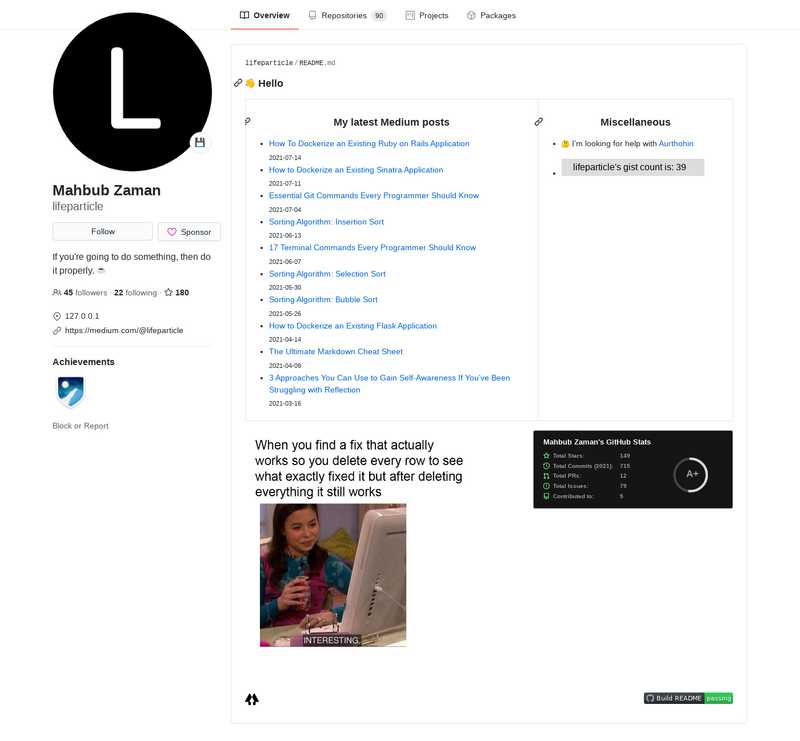 Overview
Repositories 90
Projects
Packages
L
Mahbub Zaman
lifeparticle
Follow
Sponsor
If you're going to do something, then do
it properly. ☕
45 followers · 22 following · 180
127.0.0.1
https://medium.com/@lifeparticle
Achievements
Block or Report
lifeparticle/README.md
👋 Hello
My latest Medium posts
How To Dockerize an Existing Ruby on Rails Application
2021-07-14
How to Dockerize an Existing Sinatra Application
2021-07-11
Essential Git Commands Every Programmer Should Know
2021-07-04
Sorting Algorithm: Insertion Sort
2021-06-13
17 Terminal Commands Every Programmer Should Know
2021-06-07
Sorting Algorithm: Selection Sort
2021-05-30
Sorting Algorithm: Bubble Sort
2021-05-26
How to Dockerize an Existing Flask Application
2021-04-14
The Ultimate Markdown Cheat Sheet
2021-04-06
3 Approaches You Can Use to Gain Self-Awareness If You've Been
Struggling with Reflection
2021-03-16
Miscellaneous
🤔 I'm looking for help with Aurthohin
lifeparticle's gist count is: 39
When you find a fix that actually
works so you delete every row to see
what exactly fixed it but after deleting
everything it still works
INTERESTING.
Mahbub Zaman's GitHub Stats
Total Stars: 149
Total Commits (2021): 715
Total PRs: 12
Total Issues: 79
Contributed to: 5
A+
Build README passing